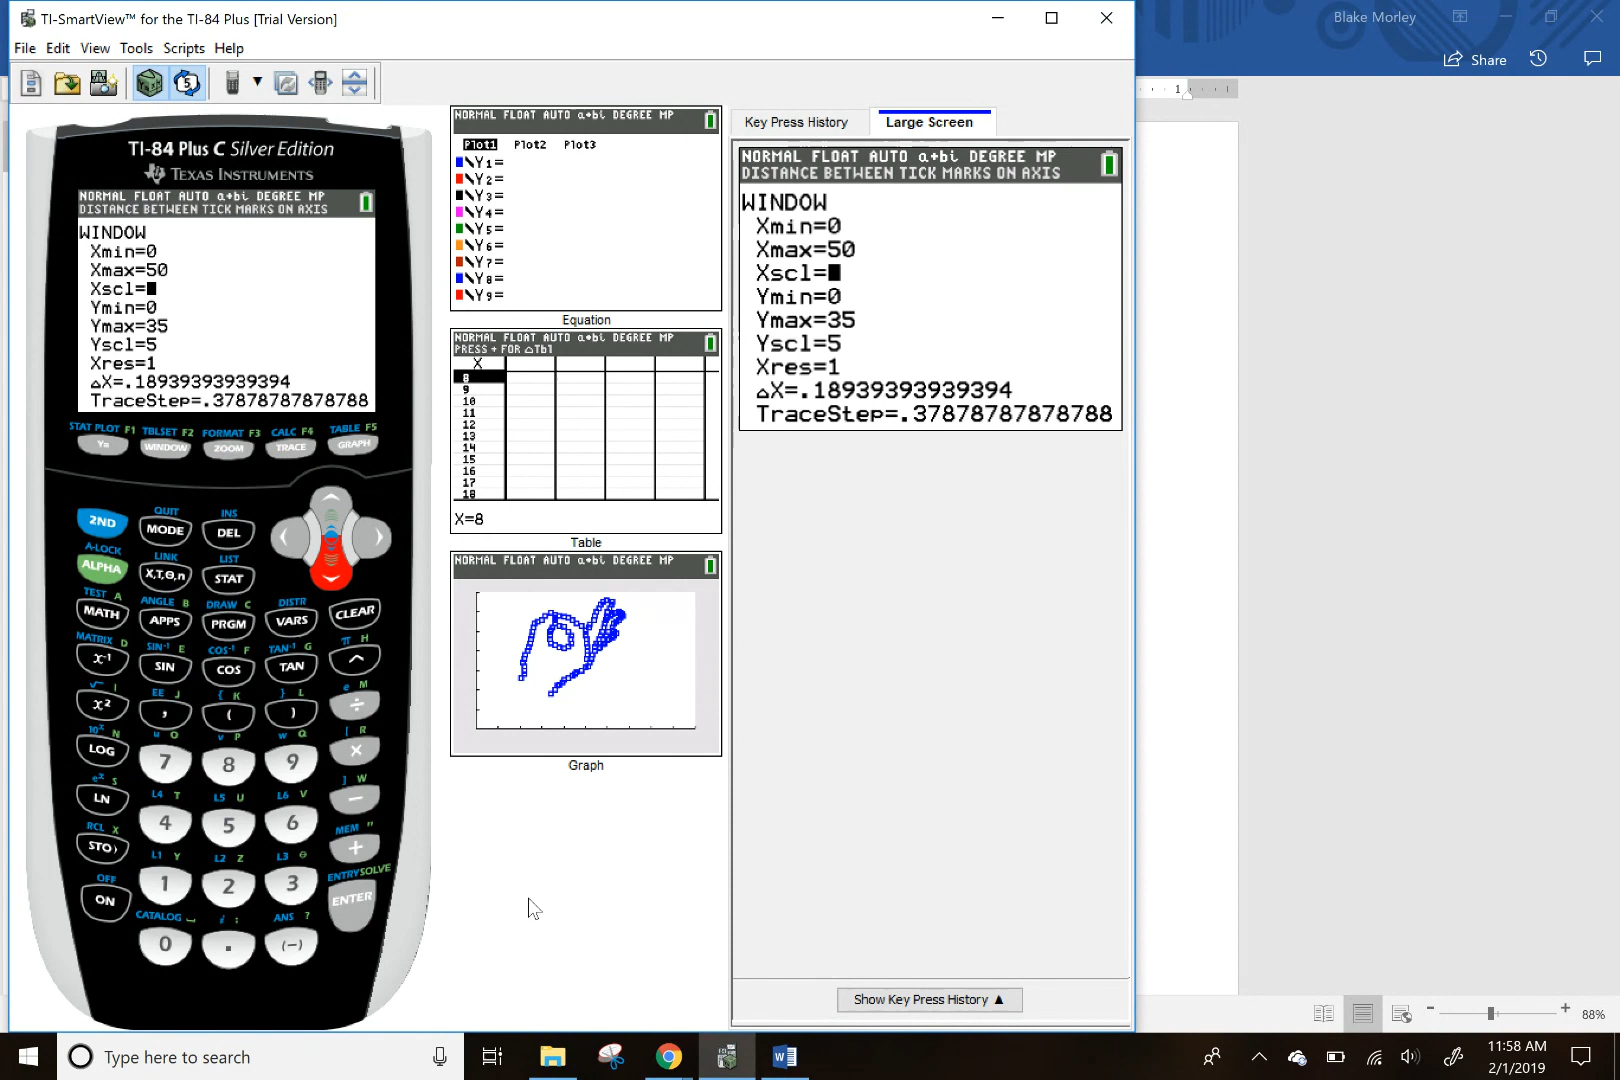 TI-SmartView™ for the TI-84 Plus [Trial Version]
Blake Morley
File Edit View Tools Scripts Help
Share
5
1
TI-84 Plus C Silver Edition
TEXAS INSTRUMENTS
NORMAL FLOAT AUTO a+bi DEGREE MP
DISTANCE BETWEEN TICK MARKS ON AXIS
WINDOW
Xmin=0
Xmax=50
Xscl=
Ymin=0
Ymax=35
Yscl=5
Xres=1
△X=.18939393939394
TraceStep=.37878787878788
STAT PLOT F1 TBLSET F2 FORMAT F3 CALC F4 TABLE F5
Y= WINDOW ZOOM TRACE GRAPH
QUIT INS
2ND MODE DEL
A-LOCK LINK LIST
ALPHA X,T,Θ,n STAT
TEST A ANGLE B DRAW C DISTR
MATH APPS PRGM VARS CLEAR
MATRIX D SIN⁻¹ E COS⁻¹ F TAN⁻¹ G π H
x⁻¹ SIN COS TAN ^
√ I EE J { K } L e M
x² , ( ) ÷
10ˣ N u O v P w Q [ R
LOG 7 8 9 ×
eˣ S L4 T L5 U L6 V ] W
LN 4 5 6 −
RCL X L1 Y L2 Z L3 Θ MEM "
STO› 1 2 3 +
OFF CATALOG i : ANS ? ENTRY SOLVE
ON 0 . (−) ENTER
NORMAL FLOAT AUTO a+bi DEGREE MP
Plot1 Plot2 Plot3
\Y1=
\Y2=
\Y3=
\Y4=
\Y5=
\Y6=
\Y7=
\Y8=
\Y9=
Equation
NORMAL FLOAT AUTO a+bi DEGREE MP
PRESS + FOR △Tbl
X
8
9
10
11
12
13
14
15
16
17
18
X=8
Table
NORMAL FLOAT AUTO a+bi DEGREE MP
Graph
Key Press History Large Screen
NORMAL FLOAT AUTO a+bi DEGREE MP
DISTANCE BETWEEN TICK MARKS ON AXIS
WINDOW
Xmin=0
Xmax=50
Xscl=
Ymin=0
Ymax=35
Yscl=5
Xres=1
△X=.18939393939394
TraceStep=.37878787878788
Show Key Press History ▲
88%
Type here to search
11:58 AM
2/1/2019